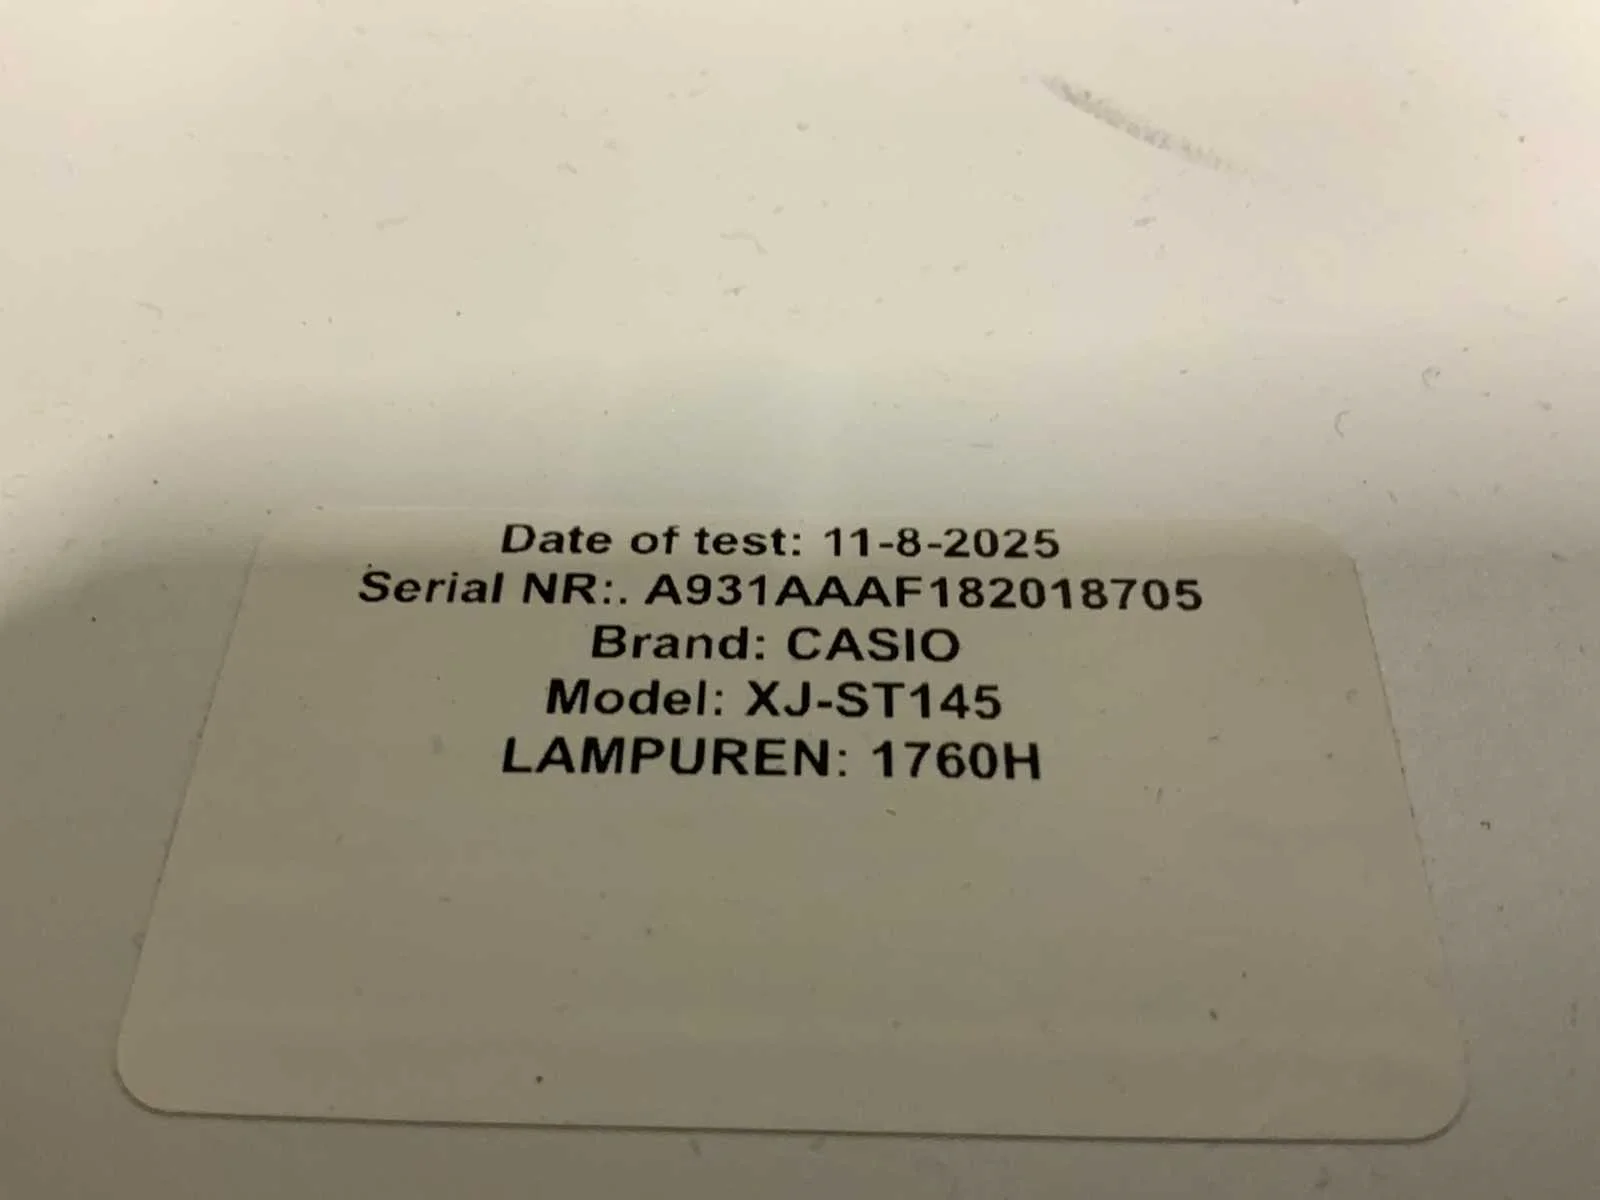 Date of test: 11-8-2025
Serial NR:. A931AAAF182018705
Brand: CASIO
Model: XJ-ST145
LAMPUREN: 1760H